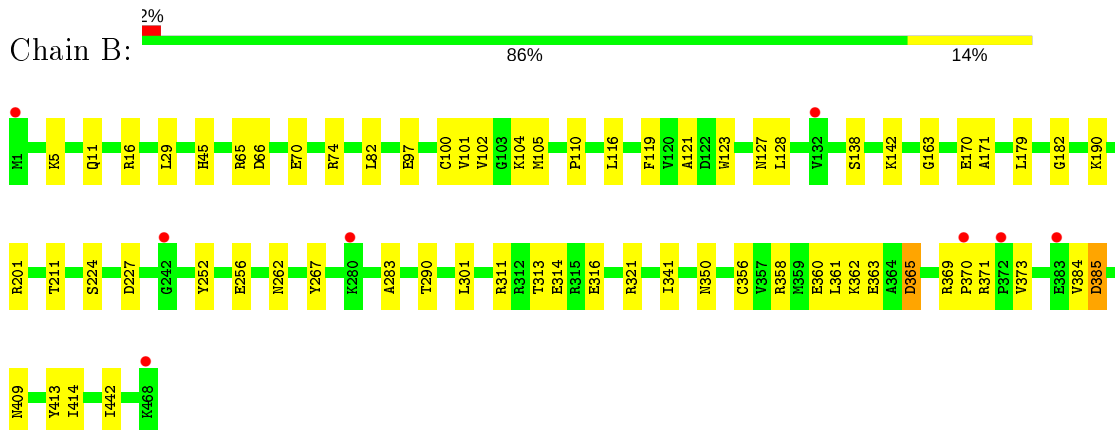 2%
Chain B:
86% 14%
M1 K5 Q11 R16 L29 H45 R65 D66 E70 R74 L82 E97 C100 V101 V102 G103 K104 M105 P110 L116 F119 V120 A121 D122 W123 N127 L128 V132 S138 K142 G163 E170 A171 L179 G182 K190
R201 T211 S224 D227 G242 Y252 E256 N262 Y267 K280 A283 T290 L301 R311 R312 T313 E314 R315 E316 R321 I341 N350 C356 V357 R358 M359 E360 L361 K362 E363 A364 D365 R369 P370 R371 P372 V373 E383 V384 D385
N409 Y413 I414 I442 K468